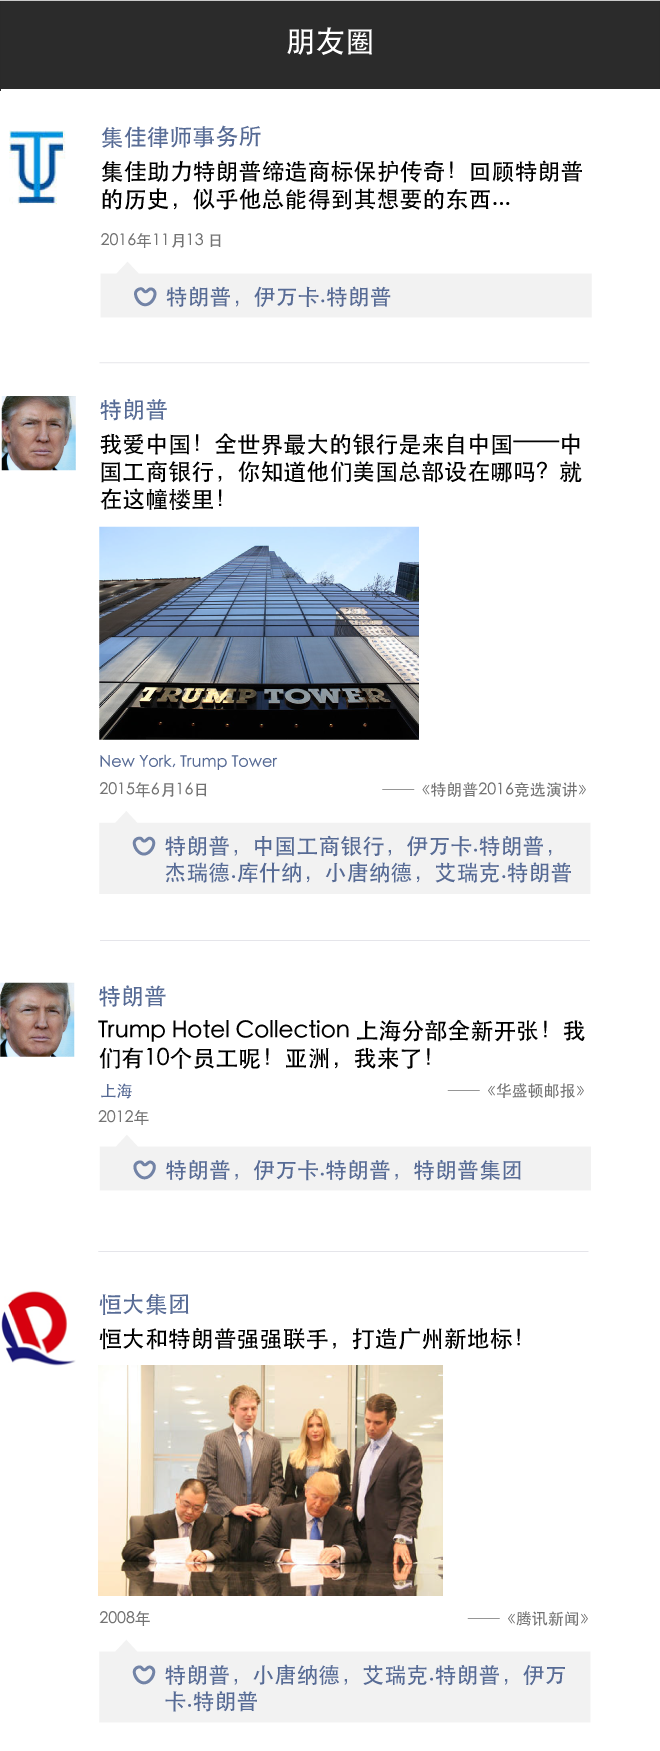 朋友圈
集佳律师事务所
集佳助力特朗普缔造商标保护传奇！回顾特朗普
的历史，似乎他总能得到其想要的东西...
2016年11月13 日
特朗普，伊万卡.特朗普
特朗普
我爱中国！全世界最大的银行是来自中国——中
国工商银行，你知道他们美国总部设在哪吗？就
在这幢楼里！
TRUMP TOWER
New York, Trump Tower
2015年6月16日 ——《特朗普2016竞选演讲》
特朗普，中国工商银行，伊万卡.特朗普，
杰瑞德.库什纳，小唐纳德，艾瑞克.特朗普
特朗普
Trump Hotel Collection 上海分部全新开张！我
们有10个员工呢！亚洲，我来了！
上海 ——《华盛顿邮报》
2012年
特朗普，伊万卡.特朗普，特朗普集团
恒大集团
恒大和特朗普强强联手，打造广州新地标！
2008年 ——《腾讯新闻》
特朗普，小唐纳德，艾瑞克.特朗普，伊万
卡.特朗普